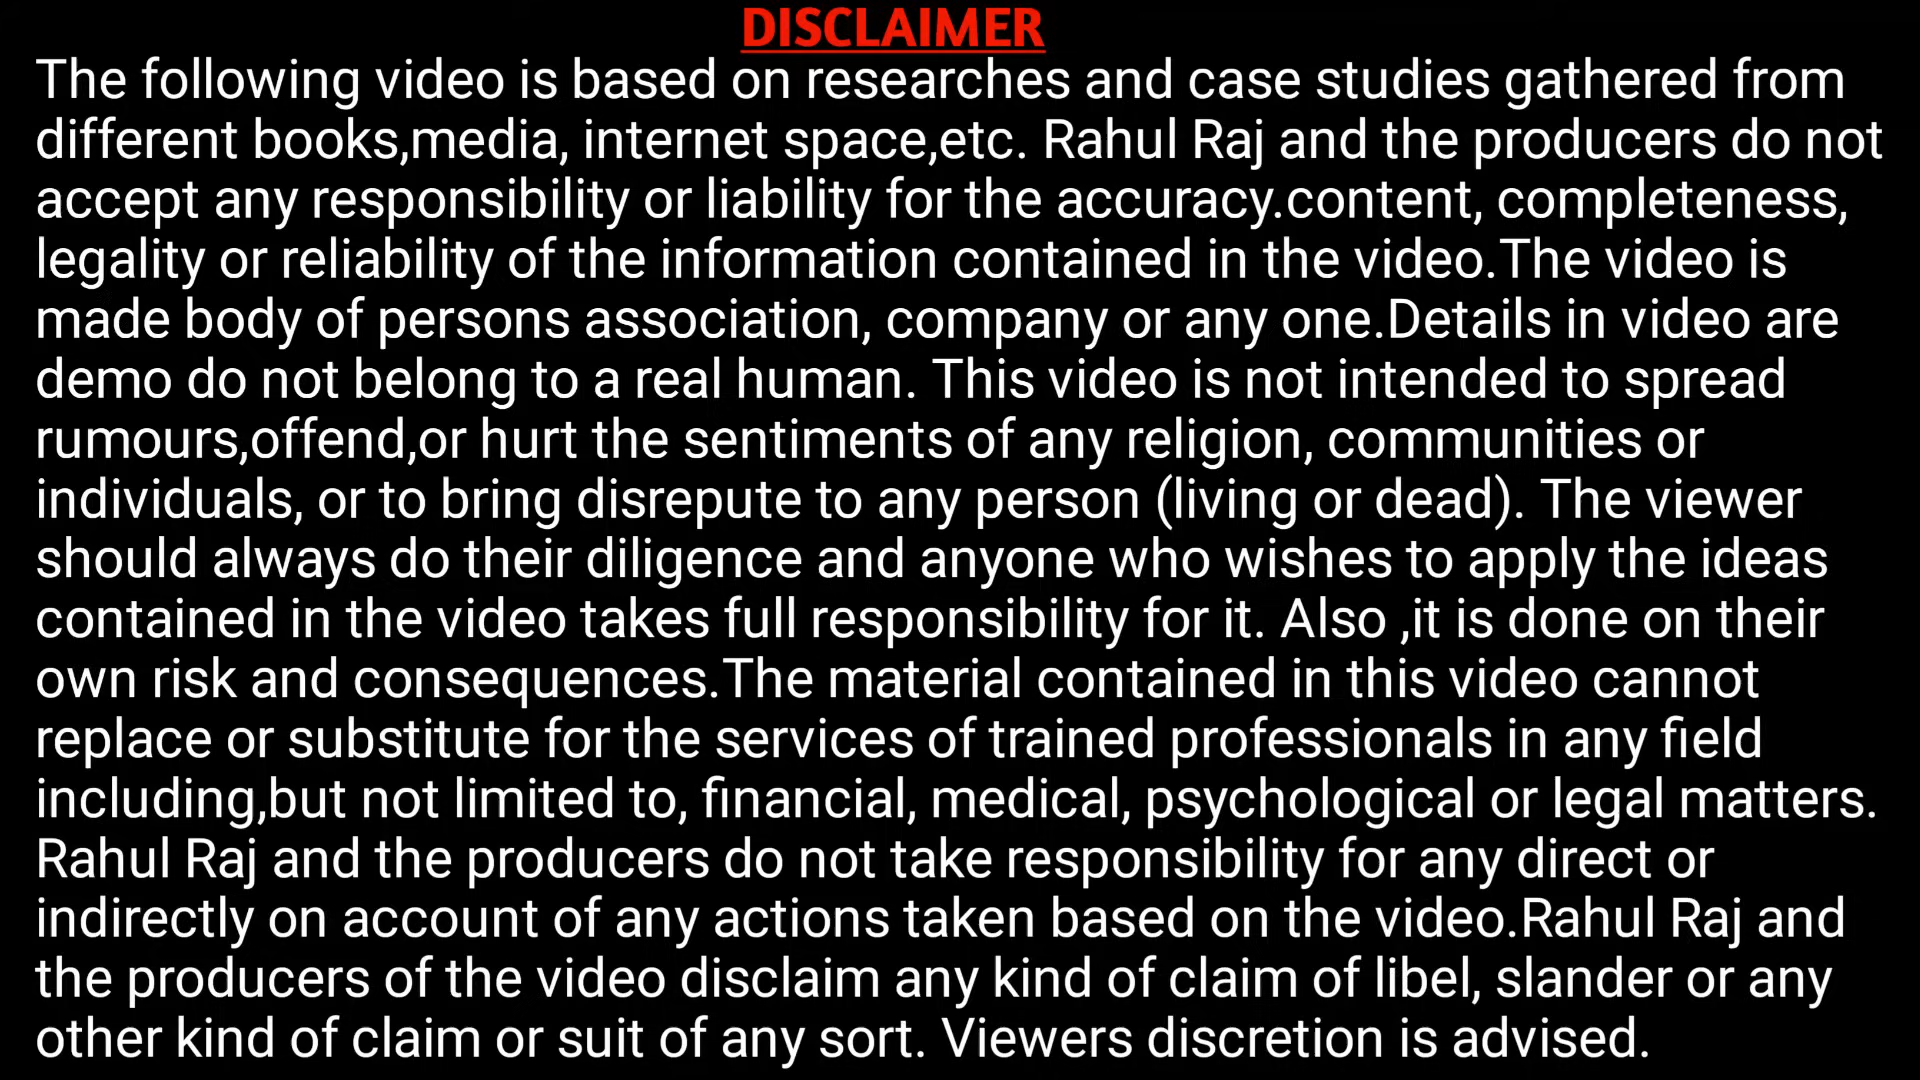 DISCLAIMER
The following video is based on researches and case studies gathered from
different books,media, internet space,etc. Rahul Raj and the producers do not
accept any responsibility or liability for the accuracy.content, completeness,
legality or reliability of the information contained in the video.The video is
made body of persons association, company or any one.Details in video are
demo do not belong to a real human. This video is not intended to spread
rumours,offend,or hurt the sentiments of any religion, communities or
individuals, or to bring disrepute to any person (living or dead). The viewer
should always do their diligence and anyone who wishes to apply the ideas
contained in the video takes full responsibility for it. Also ,it is done on their
own risk and consequences.The material contained in this video cannot
replace or substitute for the services of trained professionals in any field
including,but not limited to, financial, medical, psychological or legal matters.
Rahul Raj and the producers do not take responsibility for any direct or
indirectly on account of any actions taken based on the video.Rahul Raj and
the producers of the video disclaim any kind of claim of libel, slander or any
other kind of claim or suit of any sort. Viewers discretion is advised.